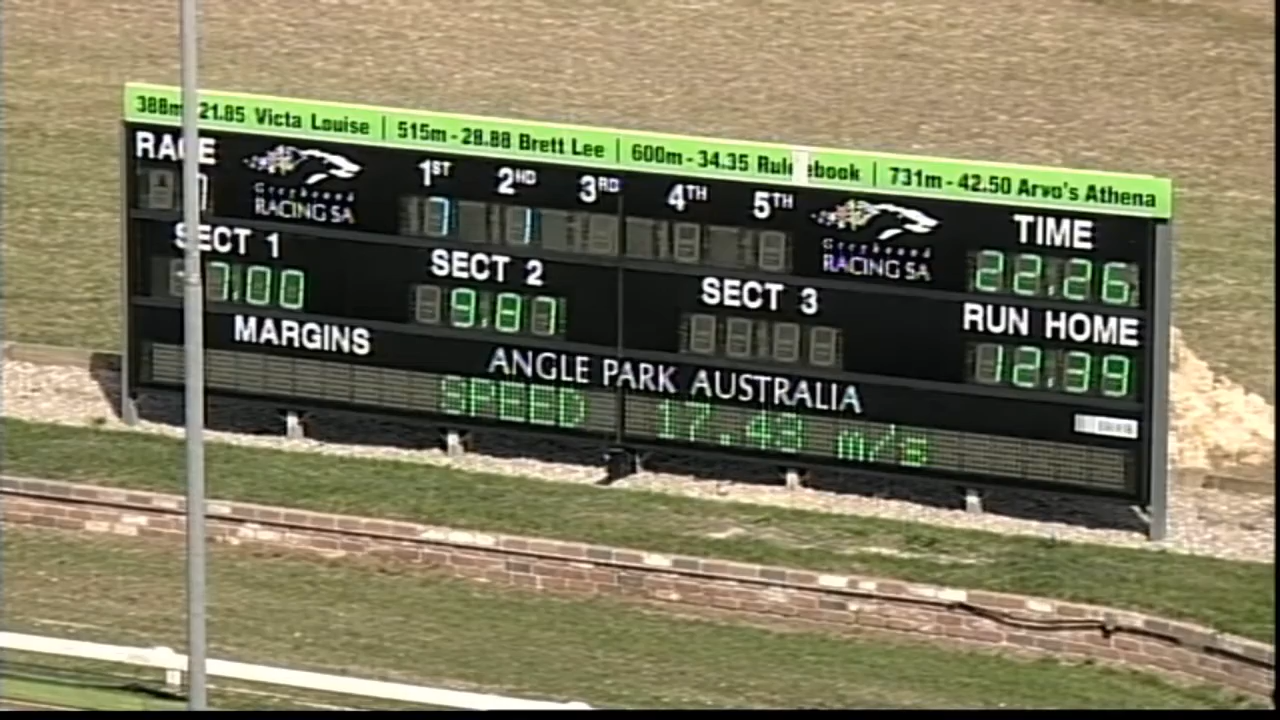 388m 21.85 Victa Louise | 515m - 28.88 Brett Lee | 600m - 34.35 Rulebook | 731m - 42.50 Arvo's Athena
RACE
Greyhound
RACING SA
1ST 2ND 3RD 4TH 5TH
7 1
Greyhound
RACING SA
TIME
22.26
SECT 1
7.00
SECT 2
SECT 3
RUN HOME
12.39
MARGINS
ANGLE PARK AUSTRALIA
SPEED 17.43 m/s